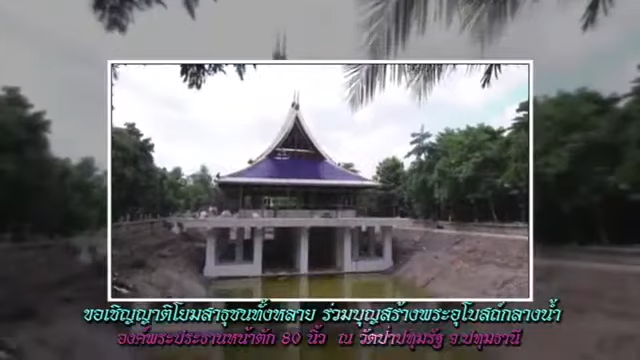 ขอเชิญญาติโยมสาธุชนทั้งหลาย ร่วมบุญสร้างพระอุโบสถ์กลางน้ำ
องค์พระประธานหน้าตัก 80 นิ้ว ณ วัดป่าปทุมรัฐ จ.ปทุมธานี